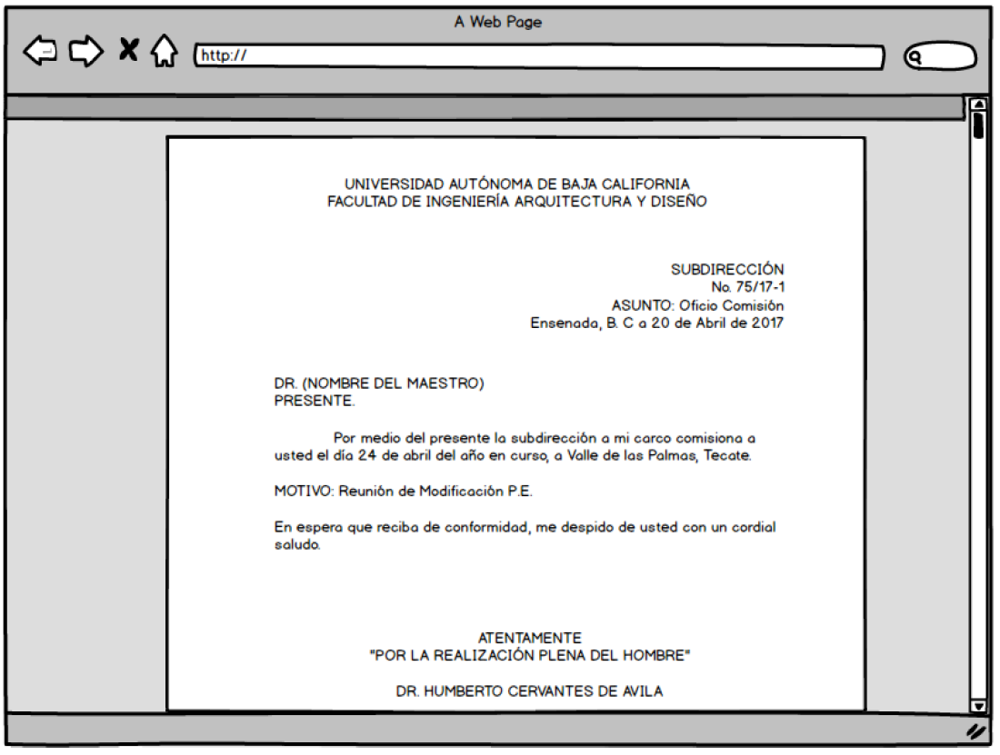 A Web Page
http://
UNIVERSIDAD AUTÓNOMA DE BAJA CALIFORNIA
FACULTAD DE INGENIERÍA ARQUITECTURA Y DISEÑO
SUBDIRECCIÓN
No. 75/17-1
ASUNTO: Oficio Comisión
Ensenada, B. C a 20 de Abril de 2017
DR. (NOMBRE DEL MAESTRO)
PRESENTE.
Por medio del presente la subdirección a mi carco comisiona a
usted el día 24 de abril del año en curso, a Valle de las Palmas, Tecate.
MOTIVO: Reunión de Modificación P.E.
En espera que reciba de conformidad, me despido de usted con un cordial
saludo.
ATENTAMENTE
"POR LA REALIZACIÓN PLENA DEL HOMBRE"
DR. HUMBERTO CERVANTES DE AVILA